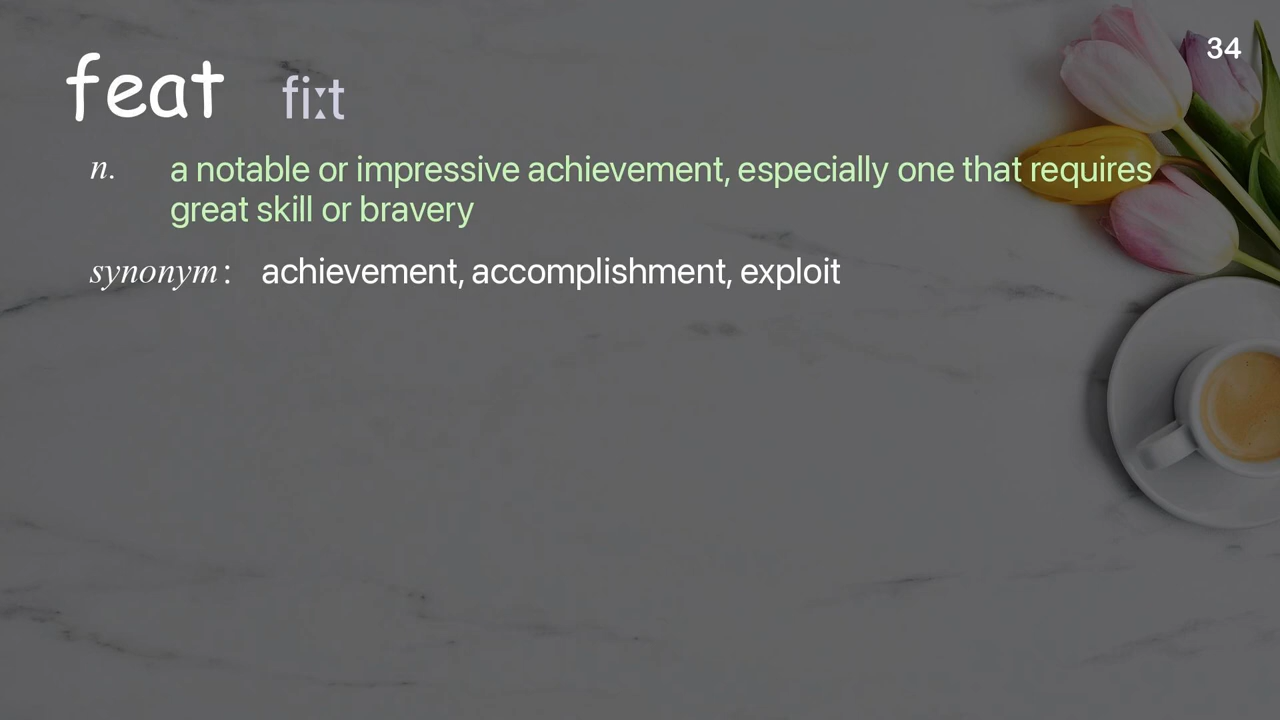 34
feat fiːt
n. a notable or impressive achievement, especially one that requires
great skill or bravery
synonym: achievement, accomplishment, exploit